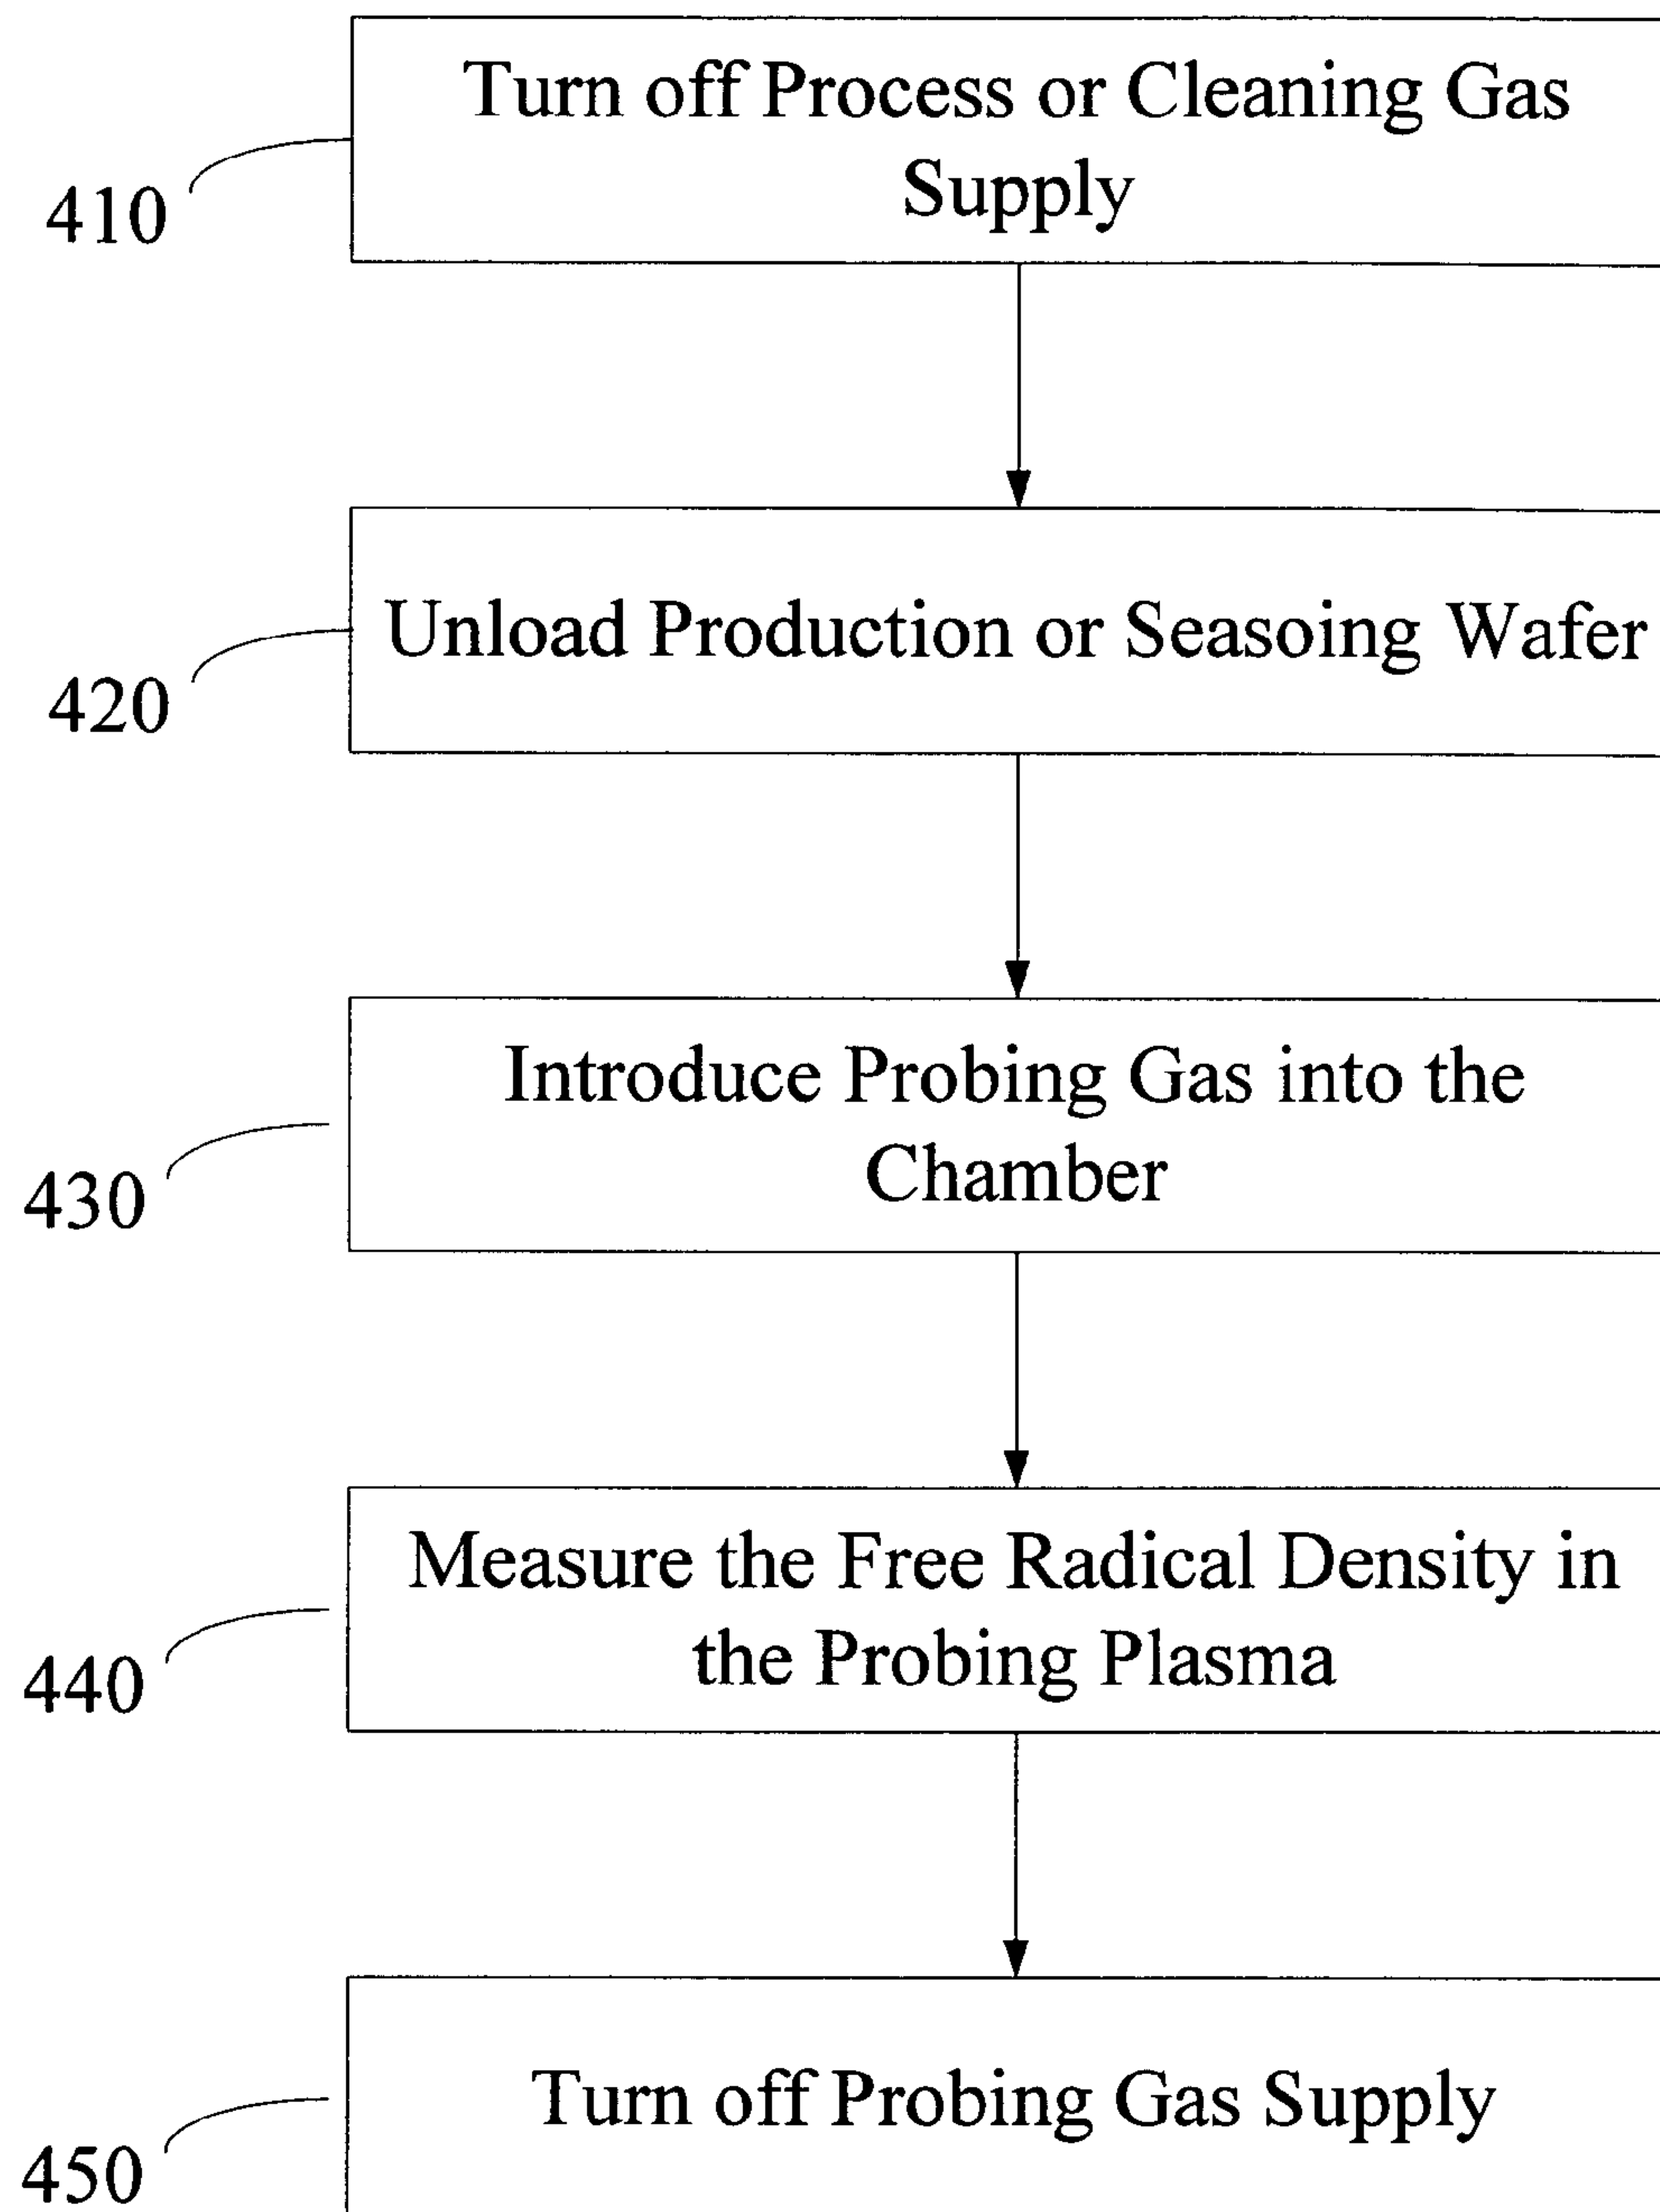 Turn off Process or Cleaning Gas
Supply
410
Unload Production or Seasoing Wafer
420
Introduce Probing Gas into the
Chamber
430
Measure the Free Radical Density in
the Probing Plasma
440
Turn off Probing Gas Supply
450